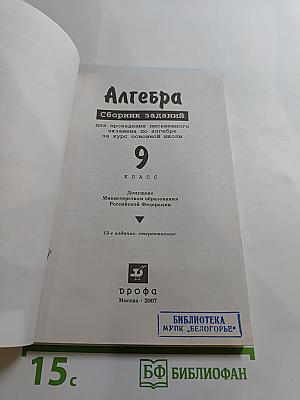 Алгебра
Сборник заданий
для проведения письменного
экзамена по алгебре
за курс основной школы
9
КЛАСС
Допущено
Министерством образования
Российской Федерации
12-е издание, стереотипное
дрофа
Москва · 2007
БИБЛИОТЕКА
МУПК „БЕЛОГОРЬЕ“
15с
БФ БИБЛИОФАН